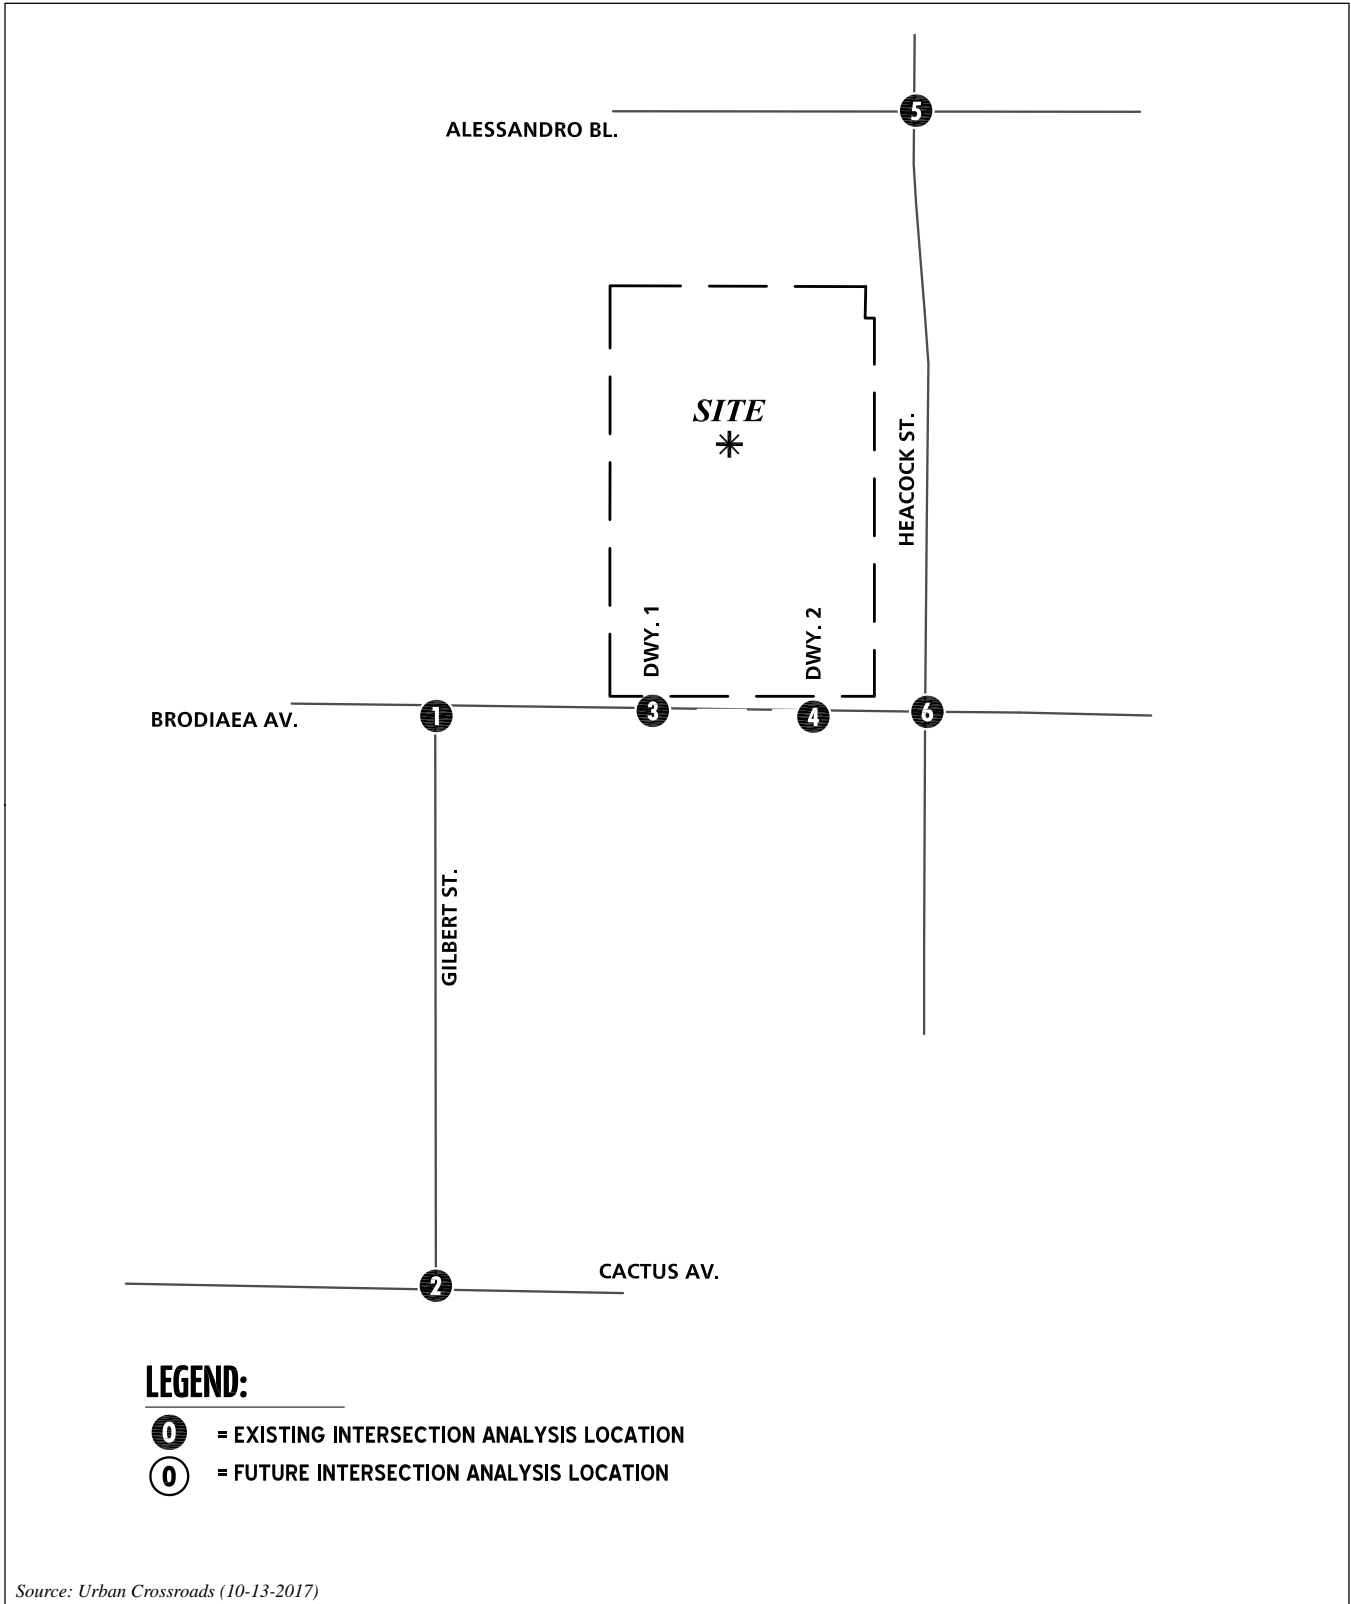 5
ALESSANDRO BL.
SITE
HEACOCK ST.
DWY. 1
DWY. 2
BRODIAEA AV.
1
3
4
6
GILBERT ST.
CACTUS AV.
2
LEGEND:
0 = EXISTING INTERSECTION ANALYSIS LOCATION
0 = FUTURE INTERSECTION ANALYSIS LOCATION
Source: Urban Crossroads (10-13-2017)